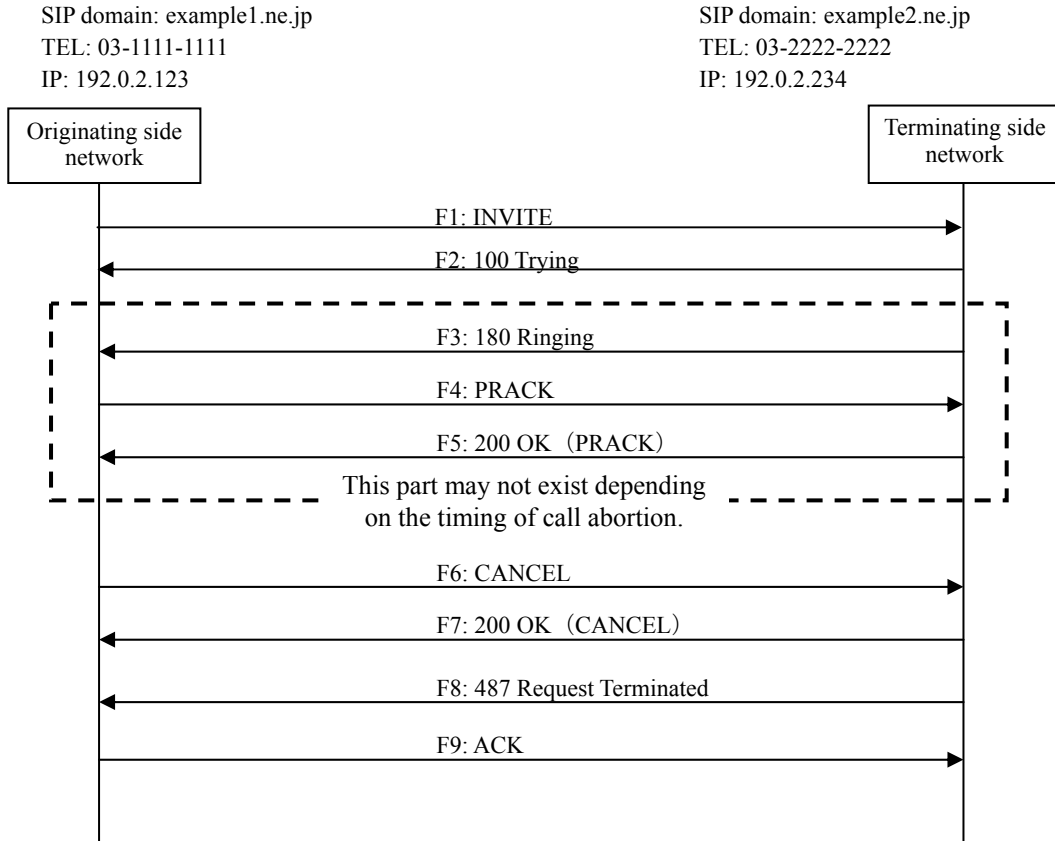 SIP domain: example1.ne.jp
TEL: 03-1111-1111
IP: 192.0.2.123
SIP domain: example2.ne.jp
TEL: 03-2222-2222
IP: 192.0.2.234
Originating side
network
Terminating side
network
F1: INVITE
F2: 100 Trying
F3: 180 Ringing
F4: PRACK
F5: 200 OK（PRACK）
This part may not exist depending
on the timing of call abortion.
F6: CANCEL
F7: 200 OK（CANCEL）
F8: 487 Request Terminated
F9: ACK